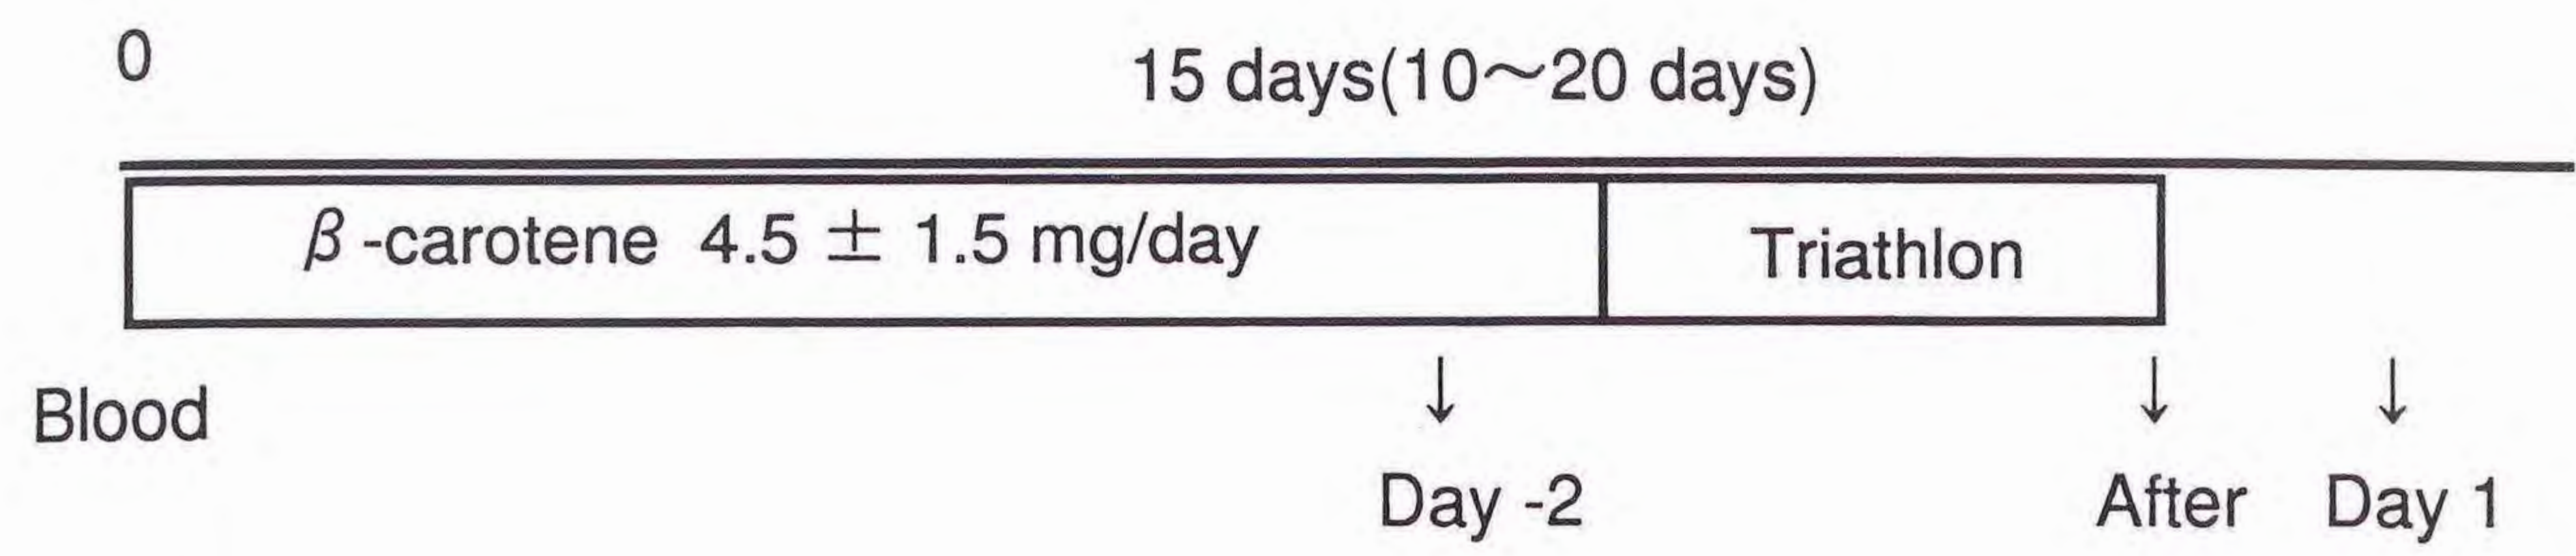 0
15 days(10～20 days)
β-carotene 4.5 ± 1.5 mg/day
Triathlon
Blood
↓ ↓ ↓
Day -2 After Day 1